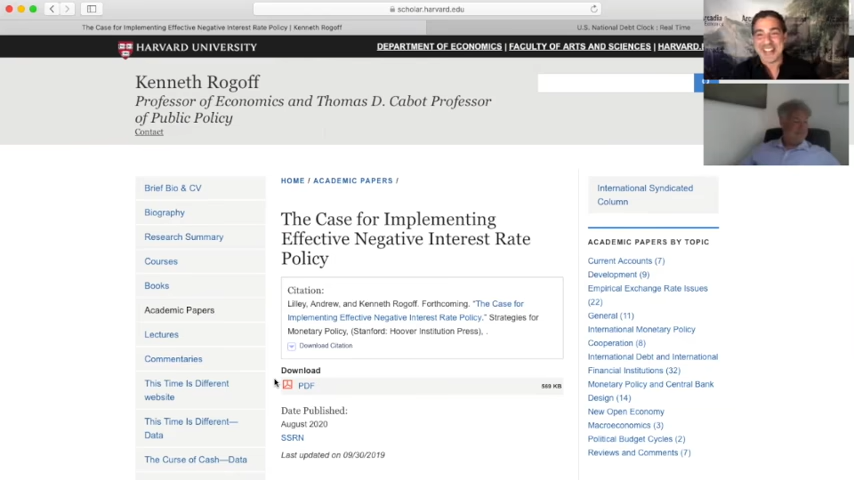 scholar.harvard.edu
The Case for Implementing Effective Negative Interest Rate Policy | Kenneth Rogoff
U.S. National Debt Clock : Real Time
HARVARD UNIVERSITY
DEPARTMENT OF ECONOMICS | FACULTY OF ARTS AND SCIENCES | HARVARD.
Kenneth Rogoff
Professor of Economics and Thomas D. Cabot Professor
of Public Policy
Contact
Brief Bio & CV
Biography
Research Summary
Courses
Books
Academic Papers
Lectures
Commentaries
This Time Is Different
website
This Time Is Different—
Data
The Curse of Cash—Data
HOME / ACADEMIC PAPERS /
The Case for Implementing
Effective Negative Interest Rate
Policy
Citation:
Lilley, Andrew, and Kenneth Rogoff. Forthcoming. “The Case for
Implementing Effective Negative Interest Rate Policy.” Strategies for
Monetary Policy, (Stanford: Hoover Institution Press), .
Download Citation
Download
PDF
569 KB
Date Published:
August 2020
SSRN
Last updated on 09/30/2019
International Syndicated
Column
ACADEMIC PAPERS BY TOPIC
Current Accounts (7)
Development (9)
Empirical Exchange Rate Issues
(22)
General (11)
International Monetary Policy
Cooperation (8)
International Debt and International
Financial Institutions (32)
Monetary Policy and Central Bank
Design (14)
New Open Economy
Macroeconomics (3)
Political Budget Cycles (2)
Reviews and Comments (7)
Arcadia